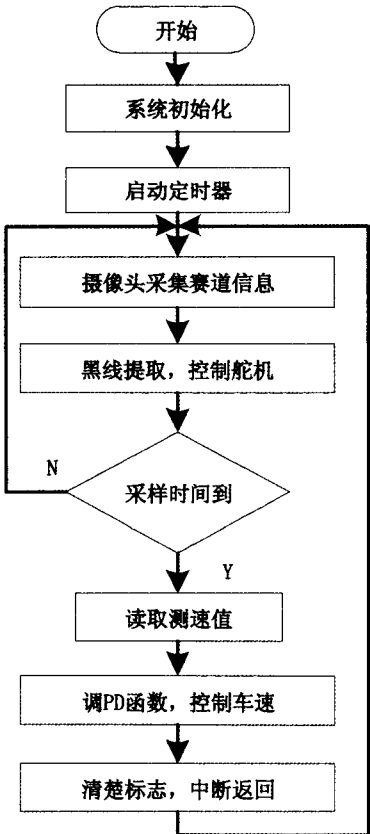 开始
系统初始化
启动定时器
摄像头采集赛道信息
黑线提取，控制舵机
N
采样时间到
Y
读取测速值
调PD函数，控制车速
清楚标志，中断返回